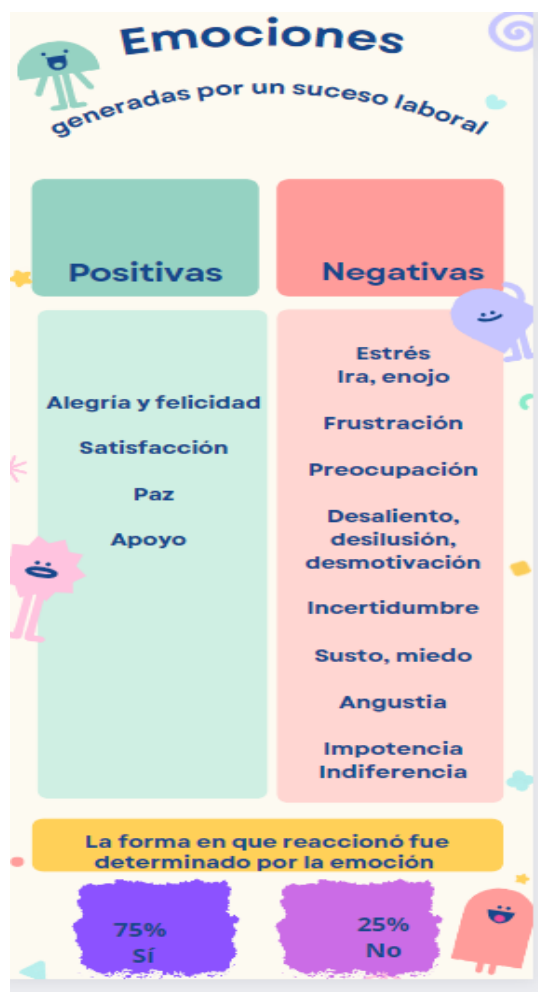 Emociones
generadas por un suceso laboral
Positivas
Alegría y felicidad
Satisfacción
Paz
Apoyo
Negativas
Estrés
Ira, enojo
Frustración
Preocupación
Desaliento,
desilusión,
desmotivación
Incertidumbre
Susto, miedo
Angustia
Impotencia
Indiferencia
La forma en que reaccionó fue
determinado por la emoción
75%
Sí
25%
No